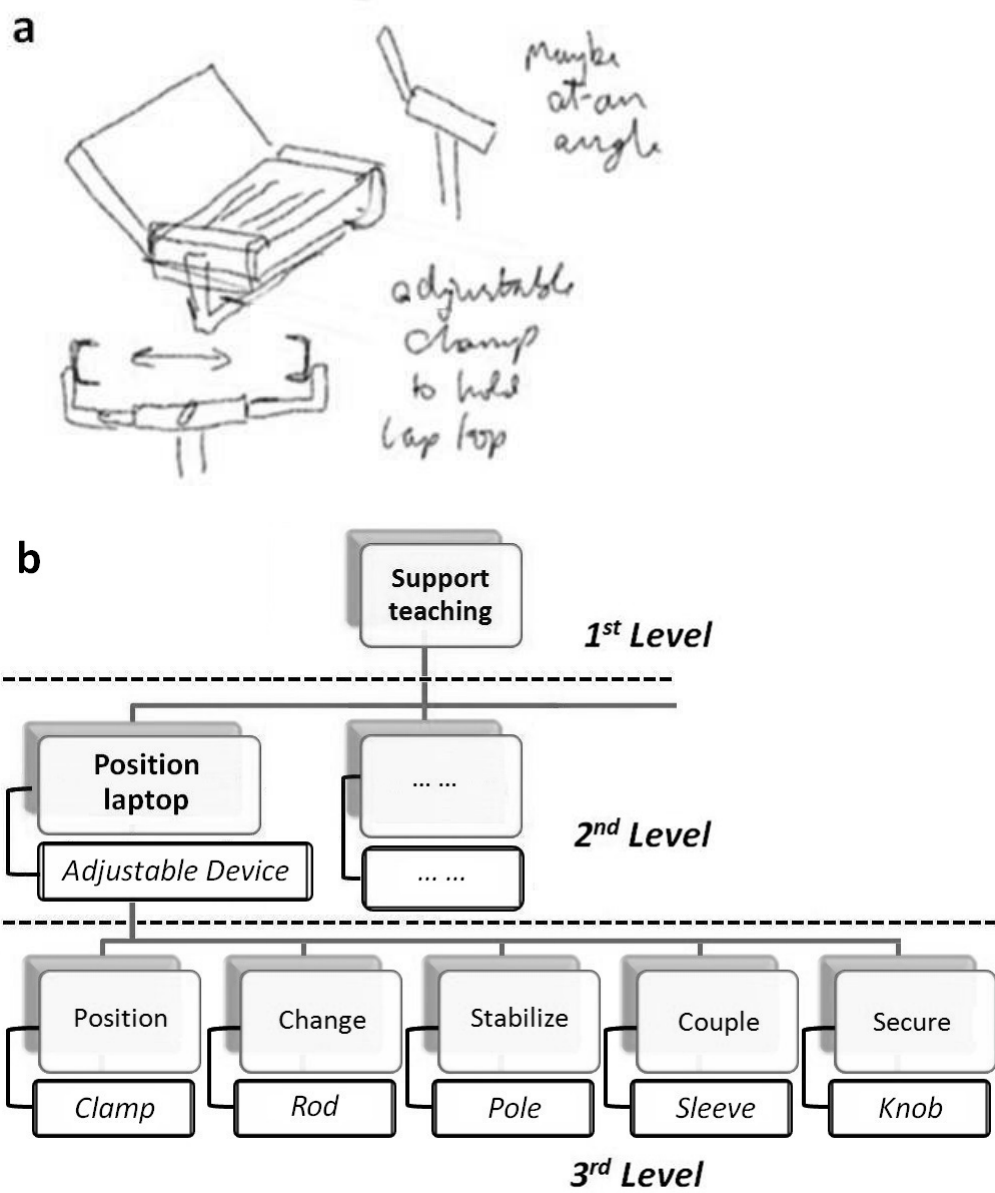 a
Maybe
at-an
angle
adjustable
clamp
to hold
lap top
b
Support
teaching
1st Level
Position
laptop
... ...
Adjustable Device
... ...
2nd Level
Position
Change
Stabilize
Couple
Secure
Clamp
Rod
Pole
Sleeve
Knob
3rd Level